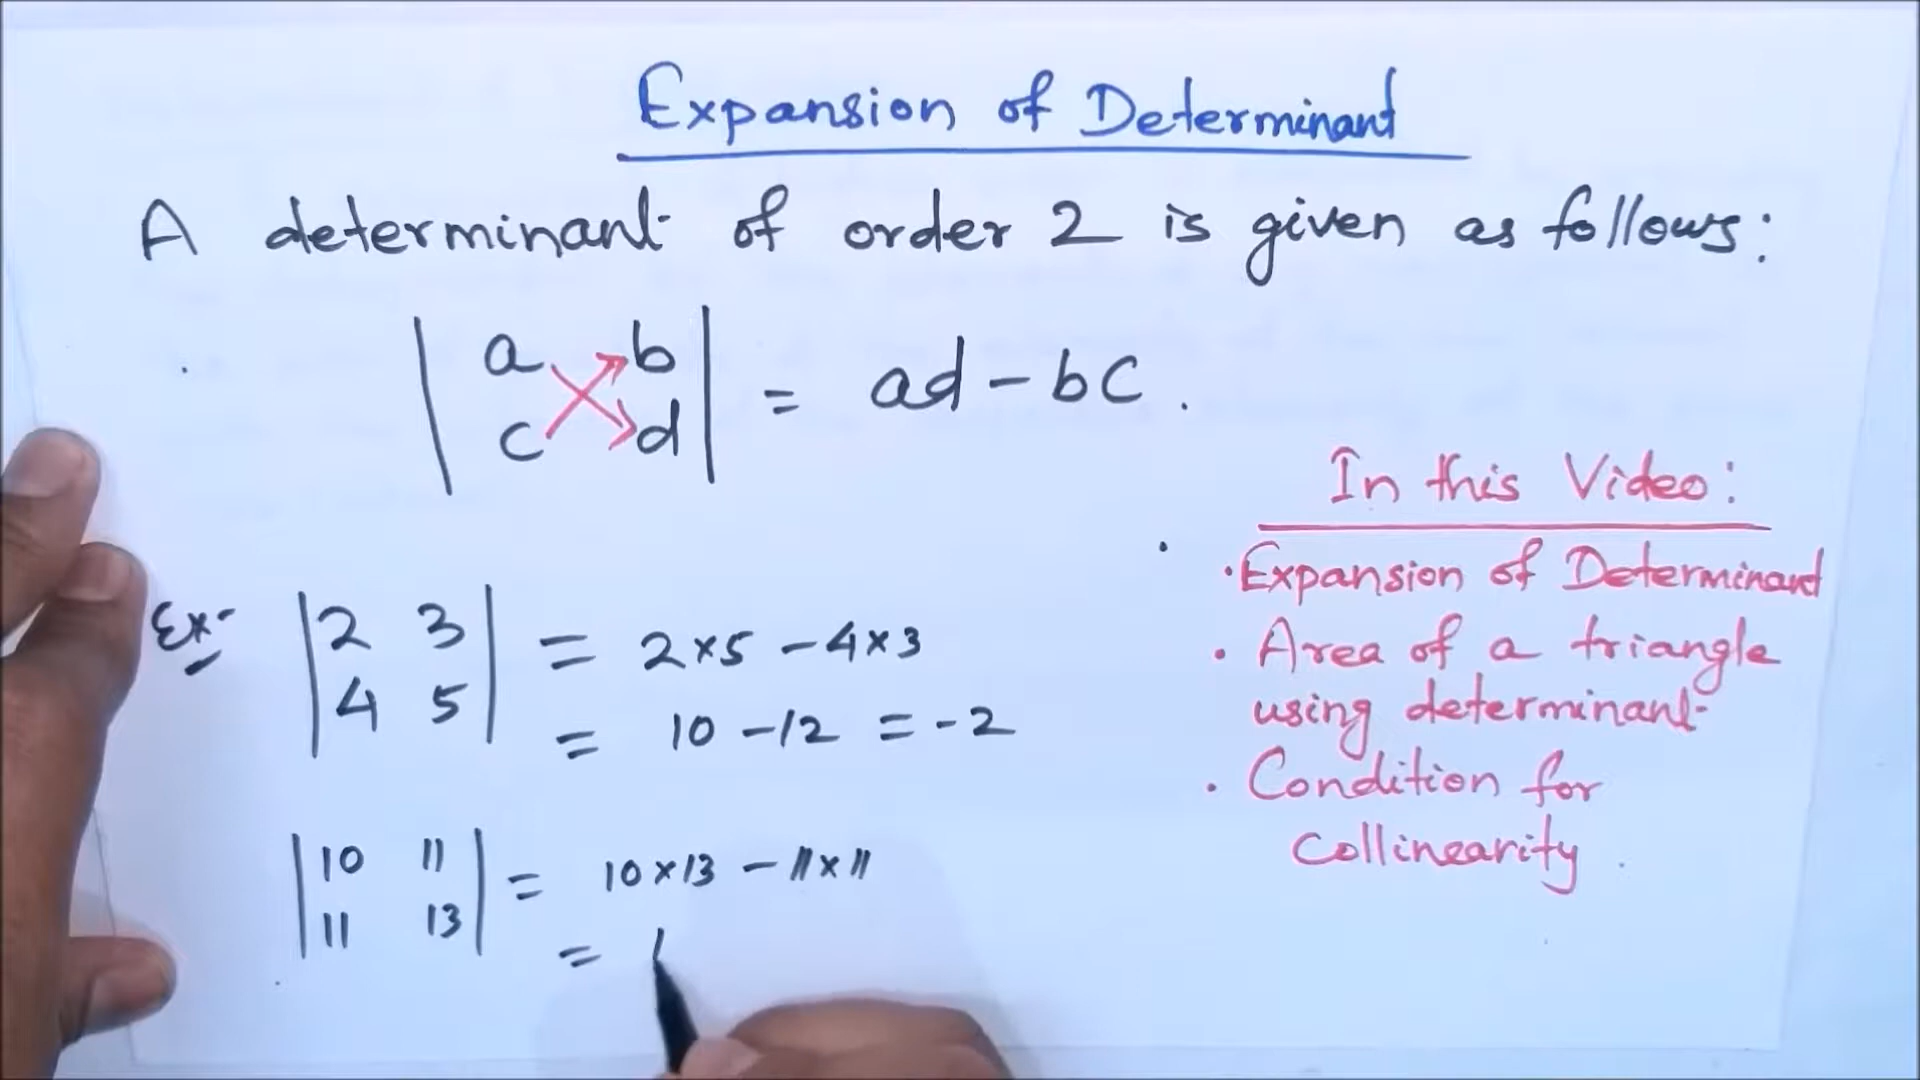 Expansion of Determinant
A determinant of order 2 is given as follows:
| a b |
| c d | = ad - bc.
In this Video:
• Expansion of Determinant
• Area of a triangle
using determinant
• Condition for
Collinearity
Ex:- | 2 3 | = 2×5 - 4×3
| 4 5 | = 10 - 12 = -2
| 10 11 | = 10×13 - 11×11
| 11 13 | =